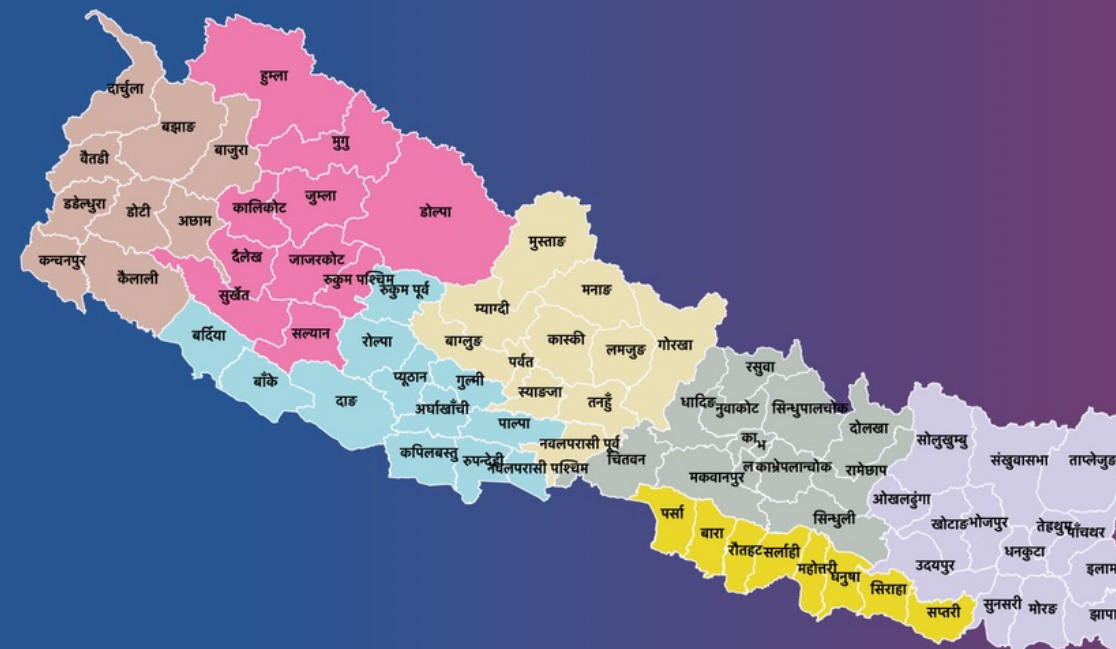 हुम्ला
दार्चुला
बझाङ
मुगु
बाजुरा
वैतडी
जुम्ला
डडेल्धुरा
कालिकोट
डोटी
डोल्पा
अछाम
मुस्ताङ
दैलेख
जाजरकोट
कन्चनपुर
कैलाली
रुकुम पश्चिम
रुकुम पूर्व
मनाङ
सुर्खेत
म्याग्दी
सल्यान
बर्दिया
रोल्पा
बाग्लुङ
कास्की
लमजुङ
गोरखा
पर्वत
रसुवा
प्यूठान
गुल्मी
बाँके
स्याङजा
दाङ
तनहुँ
धादिङ
नुवाकोट
सिन्धुपालचोक
अर्घाखाँची
पाल्पा
दोलखा
नवलपरासी पूर्व
का
भ
सोलुखुम्बु
कपिलबस्तु
रुपन्देही
नवलपरासी पश्चिम
चितवन
ल
काभ्रेपलान्चोक
रामेछाप
संखुवासभा
ताप्लेजुङ
मकवानपुर
ओखलढुंगा
पर्सा
सिन्धुली
खोटाङ
भोजपुर
तेह्रथुम
पाँचथर
बारा
रौतहट
सर्लाही
धनकुटा
महोत्तरी
धनुषा
उदयपुर
इलाम
सिराहा
सप्तरी
सुनसरी
मोरङ
झापा